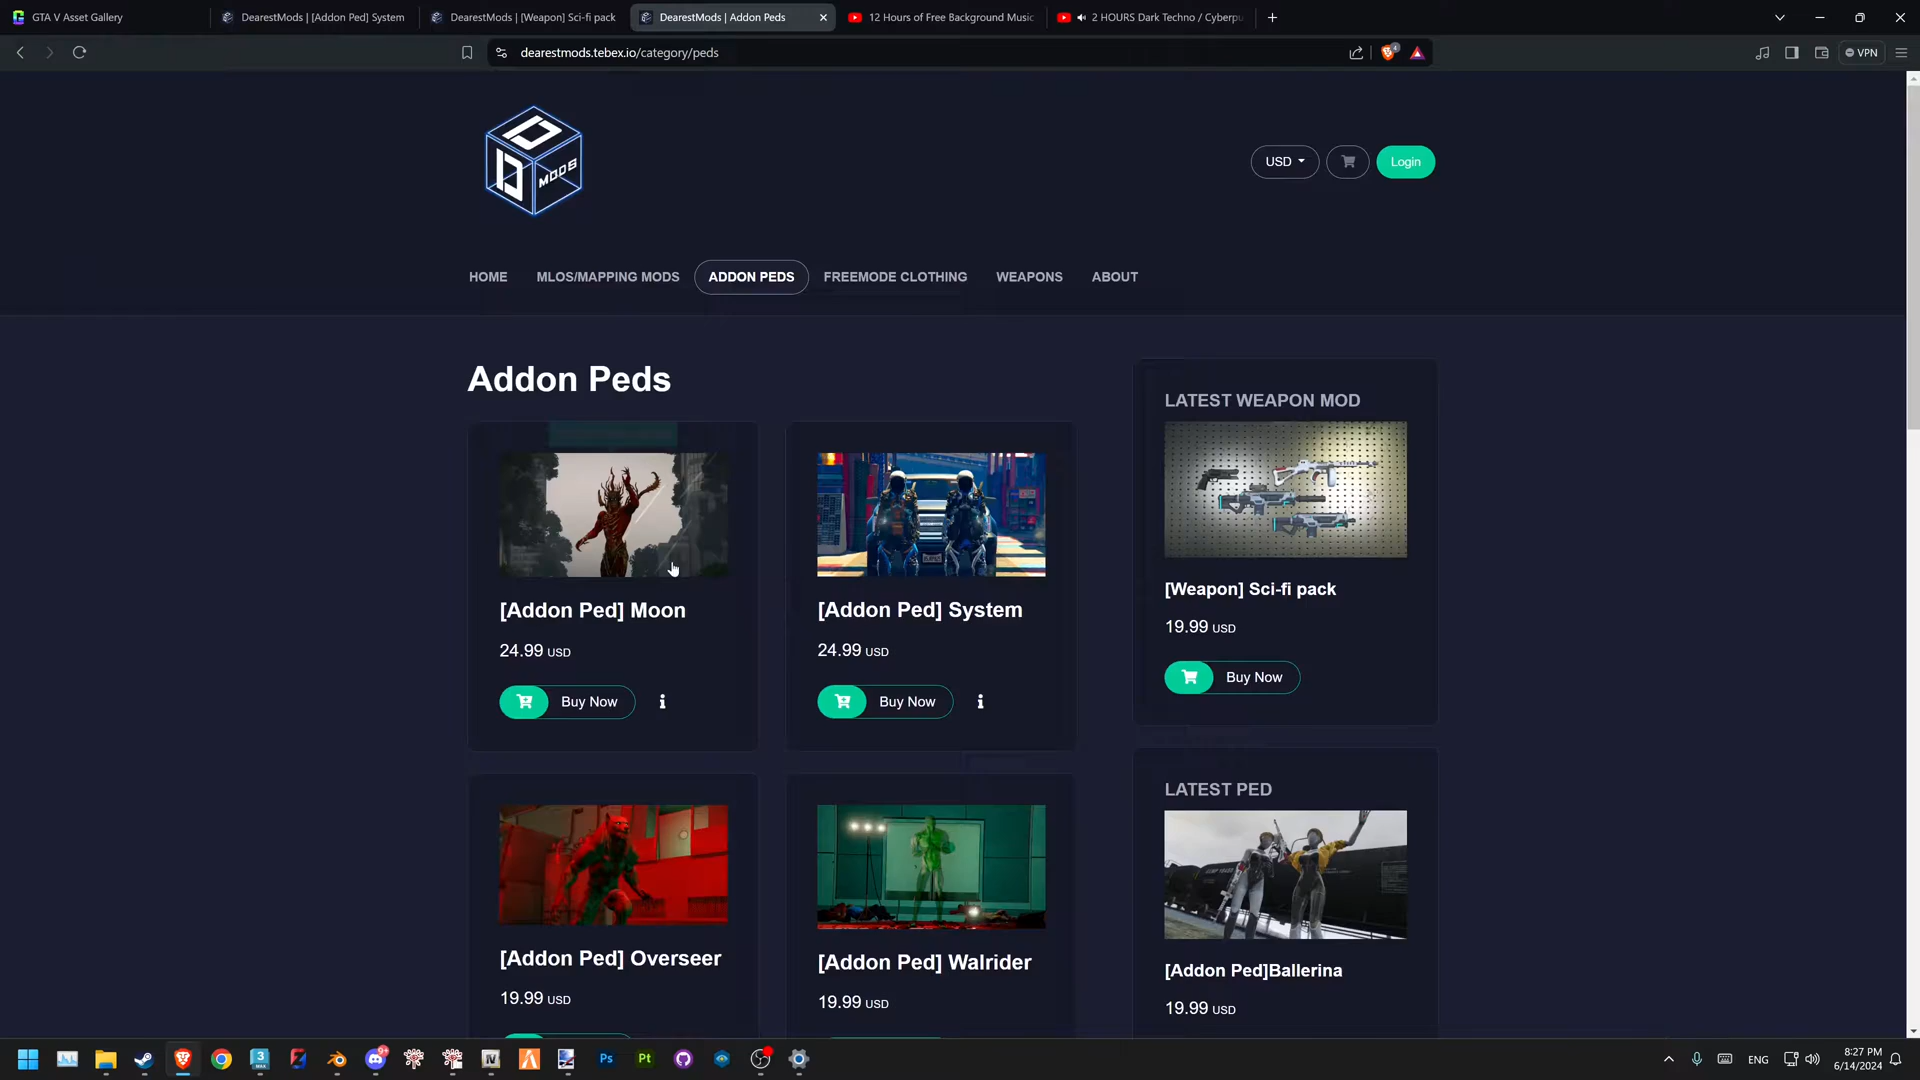 GTA V Asset Gallery
DearestMods | [Addon Ped] System
DearestMods | [Weapon] Sci-fi pack
DearestMods | Addon Peds
12 Hours of Free Background Music
2 HOURS Dark Techno / Cyberpu
dearestmods.tebex.io/category/peds
VPN
MODS
USD
Login
HOME
MLOS/MAPPING MODS
ADDON PEDS
FREEMODE CLOTHING
WEAPONS
ABOUT
Addon Peds
LATEST WEAPON MOD
[Addon Ped] Moon
24.99 USD
Buy Now
[Addon Ped] System
24.99 USD
Buy Now
[Weapon] Sci-fi pack
19.99 USD
Buy Now
LATEST PED
[Addon Ped] Overseer
19.99 USD
[Addon Ped] Walrider
19.99 USD
[Addon Ped]Ballerina
19.99 USD
Ps
Pt
ENG
8:27 PM
6/14/2024